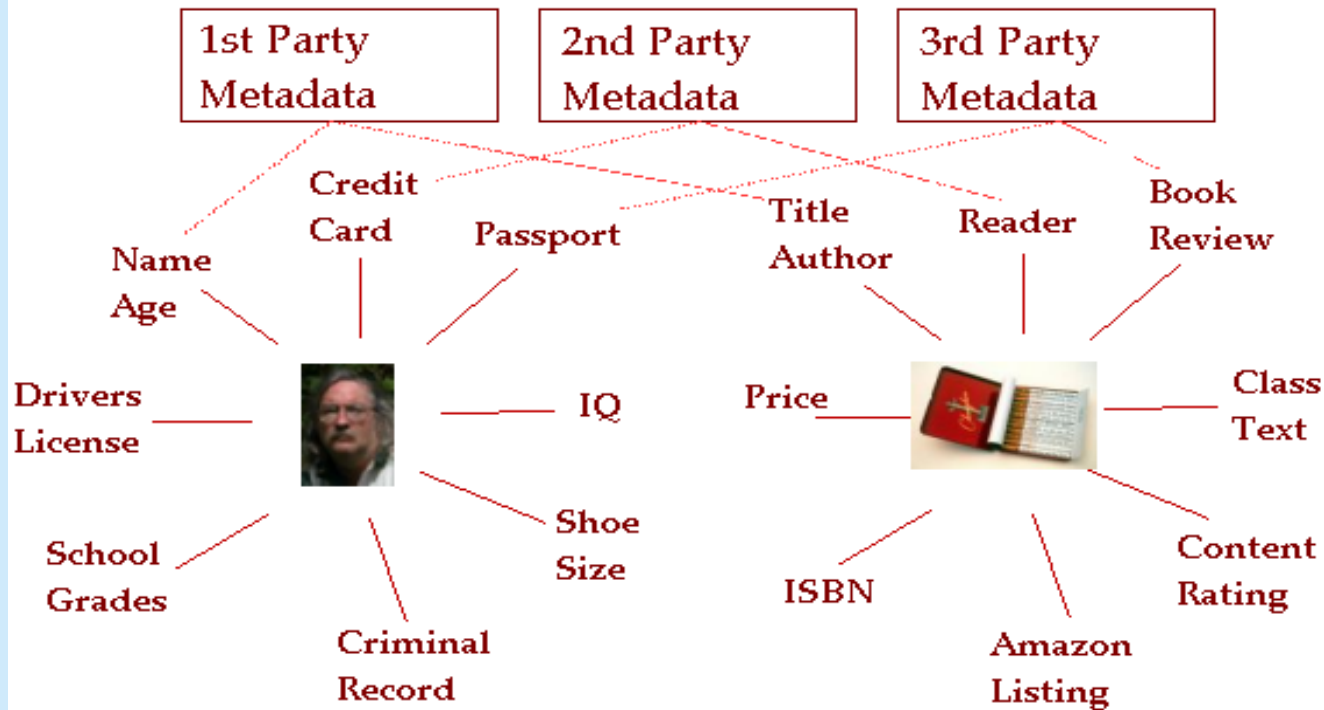 1st Party
Metadata
2nd Party
Metadata
3rd Party
Metadata
Credit
Card
Passport
Name
Age
Title
Author
Reader
Book
Review
Drivers
License
IQ
Price
Class
Text
School
Grades
Shoe
Size
Criminal
Record
ISBN
Amazon
Listing
Content
Rating